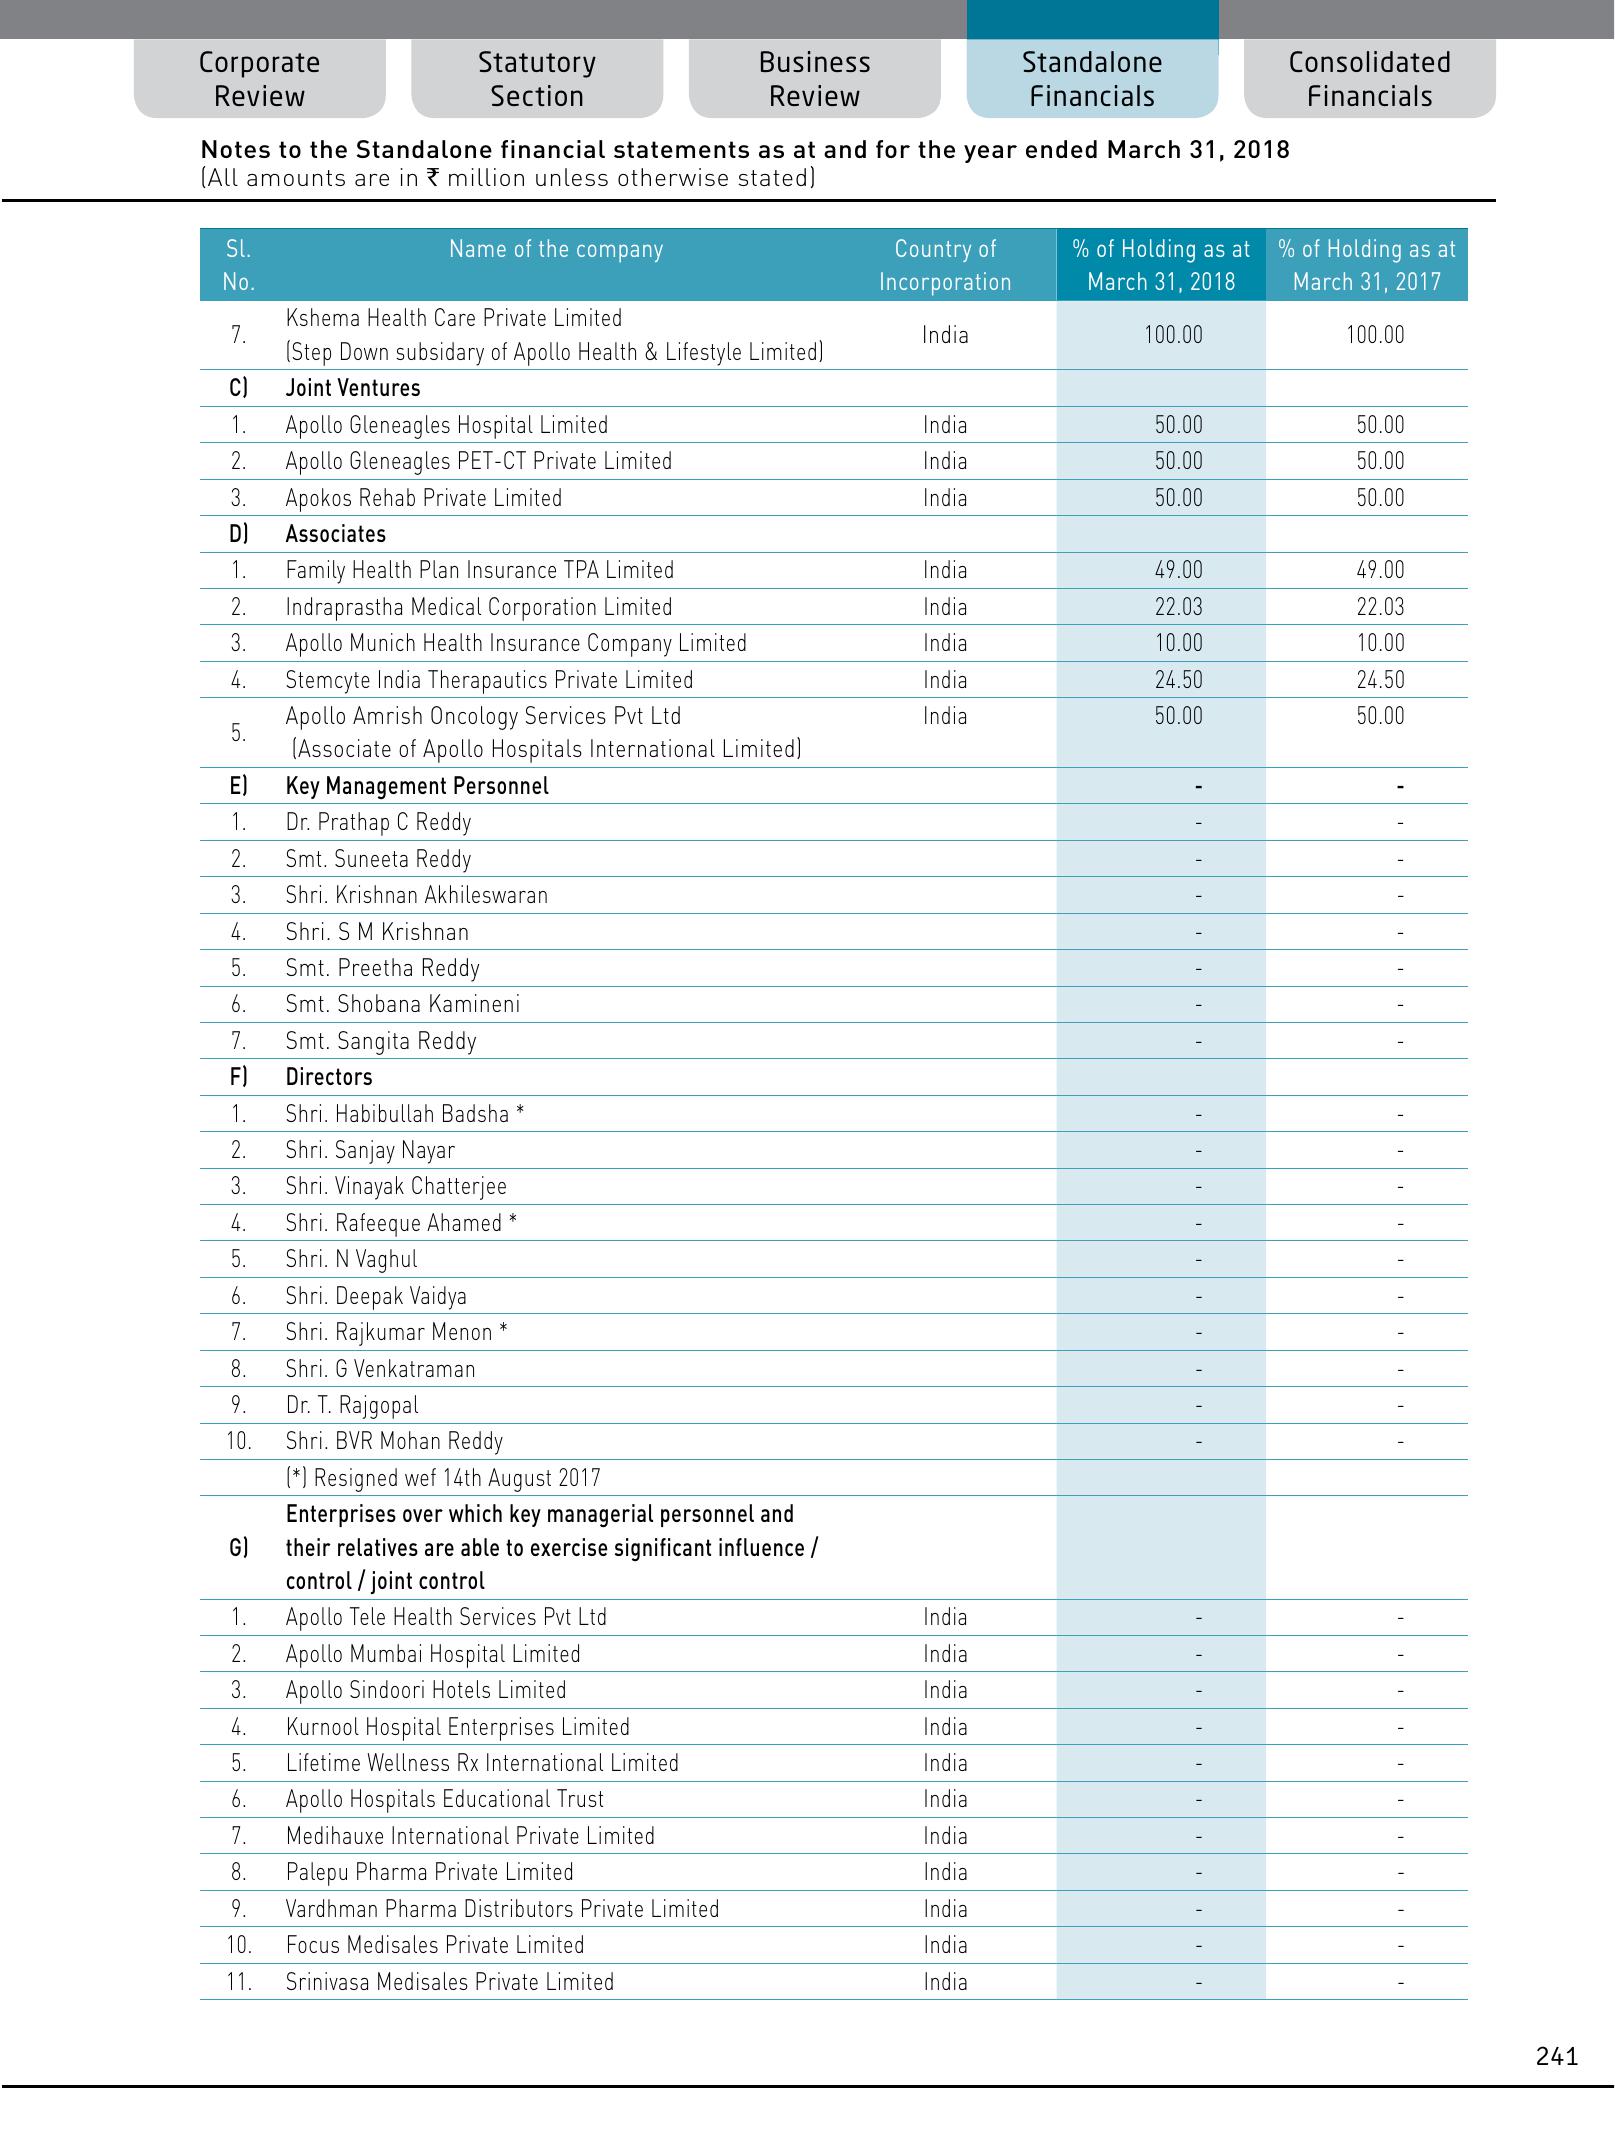 Corporate Review
Statutory Section
Business Review
Standalone Financials
Consolidated Financials
Notes to the Standalone financial statements as at and for the year ended March 31, 2018
(All amounts are in ₹ million unless otherwise stated)
Sl. No. Name of the company Country of Incorporation % of Holding as at March 31, 2018 % of Holding as at March 31, 2017
7. Kshema Health Care Private Limited India 100.00 100.00
(Step Down subsidary of Apollo Health & Lifestyle Limited)
C) Joint Ventures
1. Apollo Gleneagles Hospital Limited India 50.00 50.00
2. Apollo Gleneagles PET-CT Private Limited India 50.00 50.00
3. Apokos Rehab Private Limited India 50.00 50.00
D) Associates
1. Family Health Plan Insurance TPA Limited India 49.00 49.00
2. Indraprastha Medical Corporation Limited India 22.03 22.03
3. Apollo Munich Health Insurance Company Limited India 10.00 10.00
4. Stemcyte India Therapautics Private Limited India 24.50 24.50
5. Apollo Amrish Oncology Services Pvt Ltd India 50.00 50.00
(Associate of Apollo Hospitals International Limited)
E) Key Management Personnel - -
1. Dr. Prathap C Reddy - -
2. Smt. Suneeta Reddy - -
3. Shri. Krishnan Akhileswaran - -
4. Shri. S M Krishnan - -
5. Smt. Preetha Reddy - -
6. Smt. Shobana Kamineni - -
7. Smt. Sangita Reddy - -
F) Directors
1. Shri. Habibullah Badsha * - -
2. Shri. Sanjay Nayar - -
3. Shri. Vinayak Chatterjee - -
4. Shri. Rafeeque Ahamed * - -
5. Shri. N Vaghul - -
6. Shri. Deepak Vaidya - -
7. Shri. Rajkumar Menon * - -
8. Shri. G Venkatraman - -
9. Dr. T. Rajgopal - -
10. Shri. BVR Mohan Reddy - -
(*) Resigned wef 14th August 2017
G) Enterprises over which key managerial personnel and
their relatives are able to exercise significant influence /
control / joint control
1. Apollo Tele Health Services Pvt Ltd India - -
2. Apollo Mumbai Hospital Limited India - -
3. Apollo Sindoori Hotels Limited India - -
4. Kurnool Hospital Enterprises Limited India - -
5. Lifetime Wellness Rx International Limited India - -
6. Apollo Hospitals Educational Trust India - -
7. Medihauxe International Private Limited India - -
8. Palepu Pharma Private Limited India - -
9. Vardhman Pharma Distributors Private Limited India - -
10. Focus Medisales Private Limited India - -
11. Srinivasa Medisales Private Limited India - -
241